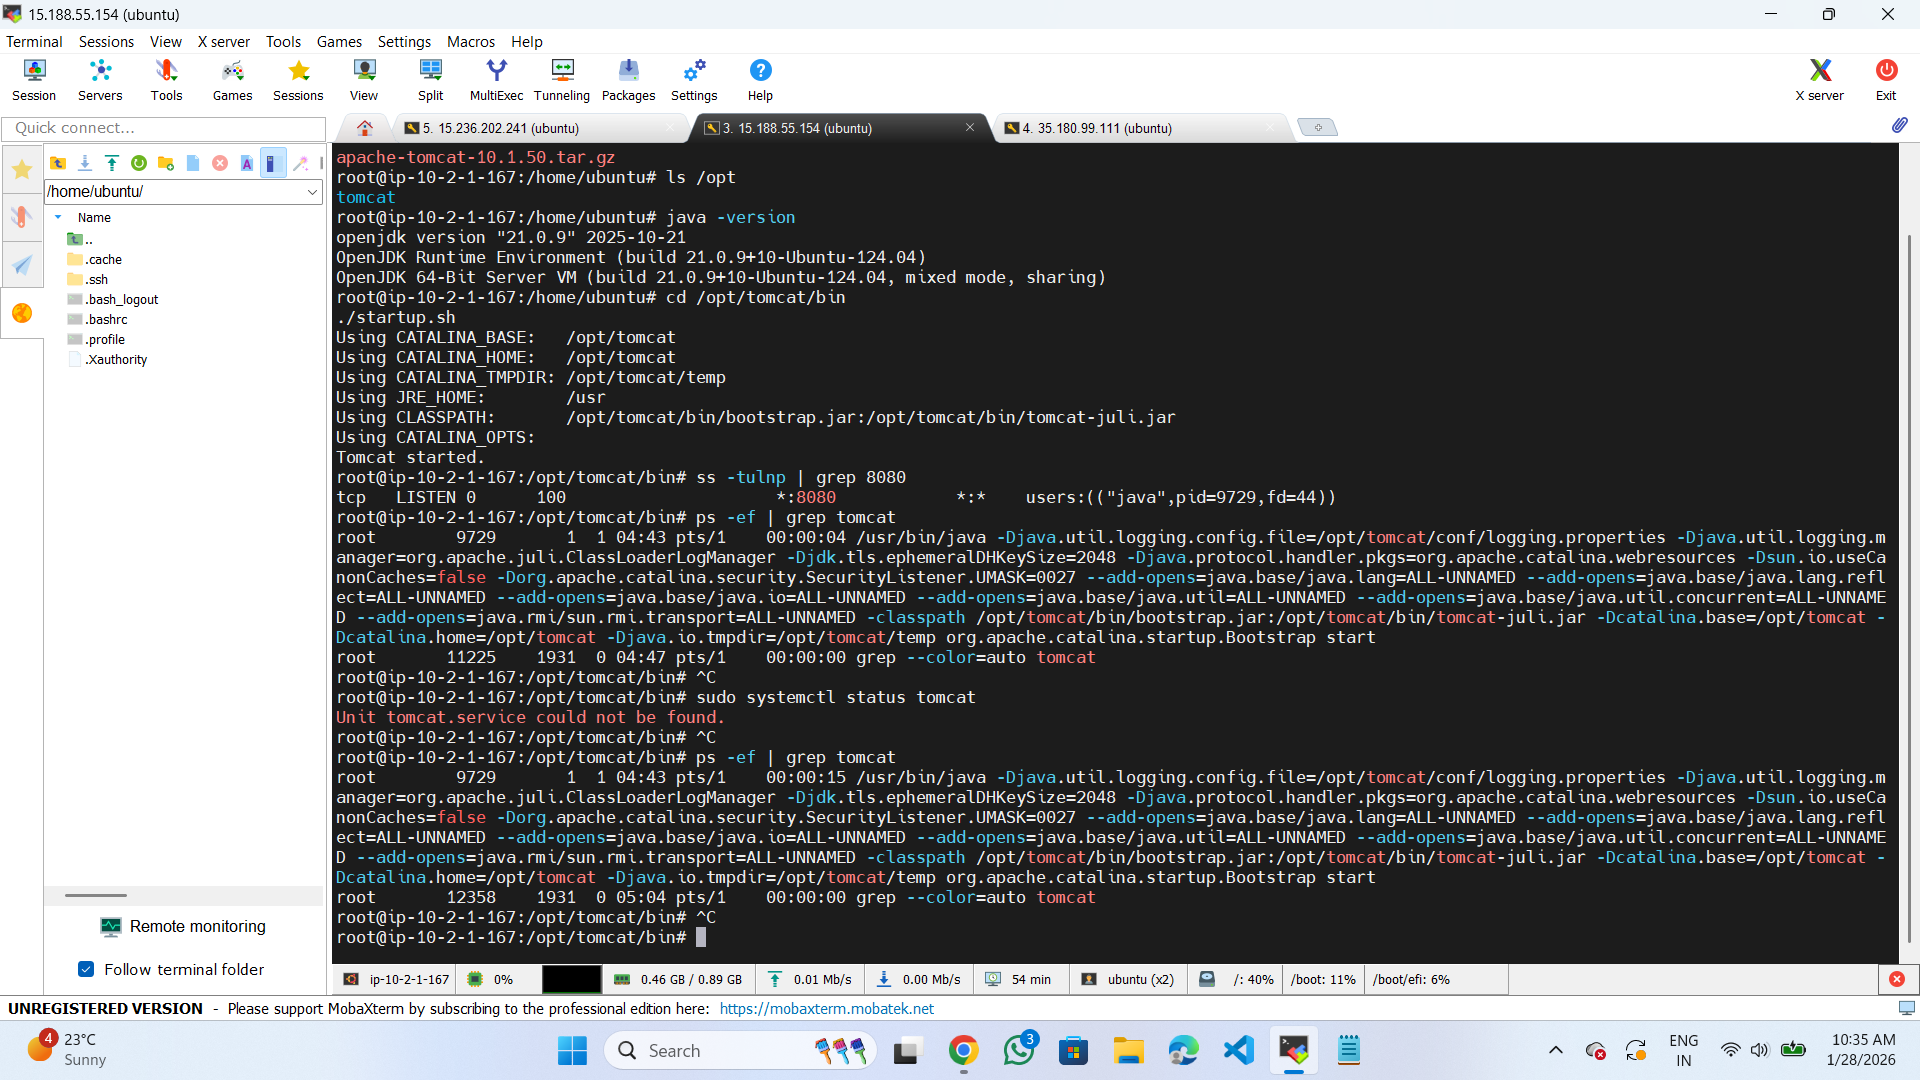 15.188.55.154 (ubuntu)
Terminal Sessions View X server Tools Games Settings Macros Help
Session Servers Tools Games Sessions View Split MultiExec Tunneling Packages Settings Help X server Exit
Quick connect...
5. 15.236.202.241 (ubuntu)
3. 15.188.55.154 (ubuntu)
4. 35.180.99.111 (ubuntu)
/home/ubuntu/
Name
..
.cache
.ssh
.bash_logout
.bashrc
.profile
.Xauthority
Remote monitoring
Follow terminal folder
apache-tomcat-10.1.50.tar.gz
root@ip-10-2-1-167:/home/ubuntu# ls /opt
tomcat
root@ip-10-2-1-167:/home/ubuntu# java -version
openjdk version "21.0.9" 2025-10-21
OpenJDK Runtime Environment (build 21.0.9+10-Ubuntu-124.04)
OpenJDK 64-Bit Server VM (build 21.0.9+10-Ubuntu-124.04, mixed mode, sharing)
root@ip-10-2-1-167:/home/ubuntu# cd /opt/tomcat/bin
./startup.sh
Using CATALINA_BASE:   /opt/tomcat
Using CATALINA_HOME:   /opt/tomcat
Using CATALINA_TMPDIR: /opt/tomcat/temp
Using JRE_HOME:        /usr
Using CLASSPATH:       /opt/tomcat/bin/bootstrap.jar:/opt/tomcat/bin/tomcat-juli.jar
Using CATALINA_OPTS:
Tomcat started.
root@ip-10-2-1-167:/opt/tomcat/bin# ss -tulnp | grep 8080
tcp   LISTEN 0      100                     *:8080            *:*    users:(("java",pid=9729,fd=44))
root@ip-10-2-1-167:/opt/tomcat/bin# ps -ef | grep tomcat
root        9729       1  1 04:43 pts/1    00:00:04 /usr/bin/java -Djava.util.logging.config.file=/opt/tomcat/conf/logging.properties -Djava.util.logging.m
anager=org.apache.juli.ClassLoaderLogManager -Djdk.tls.ephemeralDHKeySize=2048 -Djava.protocol.handler.pkgs=org.apache.catalina.webresources -Dsun.io.useCa
nonCaches=false -Dorg.apache.catalina.security.SecurityListener.UMASK=0027 --add-opens=java.base/java.lang=ALL-UNNAMED --add-opens=java.base/java.lang.refl
ect=ALL-UNNAMED --add-opens=java.base/java.io=ALL-UNNAMED --add-opens=java.base/java.util=ALL-UNNAMED --add-opens=java.base/java.util.concurrent=ALL-UNNAME
D --add-opens=java.rmi/sun.rmi.transport=ALL-UNNAMED -classpath /opt/tomcat/bin/bootstrap.jar:/opt/tomcat/bin/tomcat-juli.jar -Dcatalina.base=/opt/tomcat -
Dcatalina.home=/opt/tomcat -Djava.io.tmpdir=/opt/tomcat/temp org.apache.catalina.startup.Bootstrap start
root       11225    1931  0 04:47 pts/1    00:00:00 grep --color=auto tomcat
root@ip-10-2-1-167:/opt/tomcat/bin# ^C
root@ip-10-2-1-167:/opt/tomcat/bin# sudo systemctl status tomcat
Unit tomcat.service could not be found.
root@ip-10-2-1-167:/opt/tomcat/bin# ^C
root@ip-10-2-1-167:/opt/tomcat/bin# ps -ef | grep tomcat
root        9729       1  1 04:43 pts/1    00:00:15 /usr/bin/java -Djava.util.logging.config.file=/opt/tomcat/conf/logging.properties -Djava.util.logging.m
anager=org.apache.juli.ClassLoaderLogManager -Djdk.tls.ephemeralDHKeySize=2048 -Djava.protocol.handler.pkgs=org.apache.catalina.webresources -Dsun.io.useCa
nonCaches=false -Dorg.apache.catalina.security.SecurityListener.UMASK=0027 --add-opens=java.base/java.lang=ALL-UNNAMED --add-opens=java.base/java.lang.refl
ect=ALL-UNNAMED --add-opens=java.base/java.io=ALL-UNNAMED --add-opens=java.base/java.util=ALL-UNNAMED --add-opens=java.base/java.util.concurrent=ALL-UNNAME
D --add-opens=java.rmi/sun.rmi.transport=ALL-UNNAMED -classpath /opt/tomcat/bin/bootstrap.jar:/opt/tomcat/bin/tomcat-juli.jar -Dcatalina.base=/opt/tomcat -
Dcatalina.home=/opt/tomcat -Djava.io.tmpdir=/opt/tomcat/temp org.apache.catalina.startup.Bootstrap start
root       12358    1931  0 05:04 pts/1    00:00:00 grep --color=auto tomcat
root@ip-10-2-1-167:/opt/tomcat/bin# ^C
root@ip-10-2-1-167:/opt/tomcat/bin#
ip-10-2-1-167 0% 0.46 GB / 0.89 GB 0.01 Mb/s 0.00 Mb/s 54 min ubuntu (x2) /: 40% /boot: 11% /boot/efi: 6%
UNREGISTERED VERSION - Please support MobaXterm by subscribing to the professional edition here: https://mobaxterm.mobatek.net
4
23°C
Sunny
Search
3
ENG
IN
10:35 AM
1/28/2026